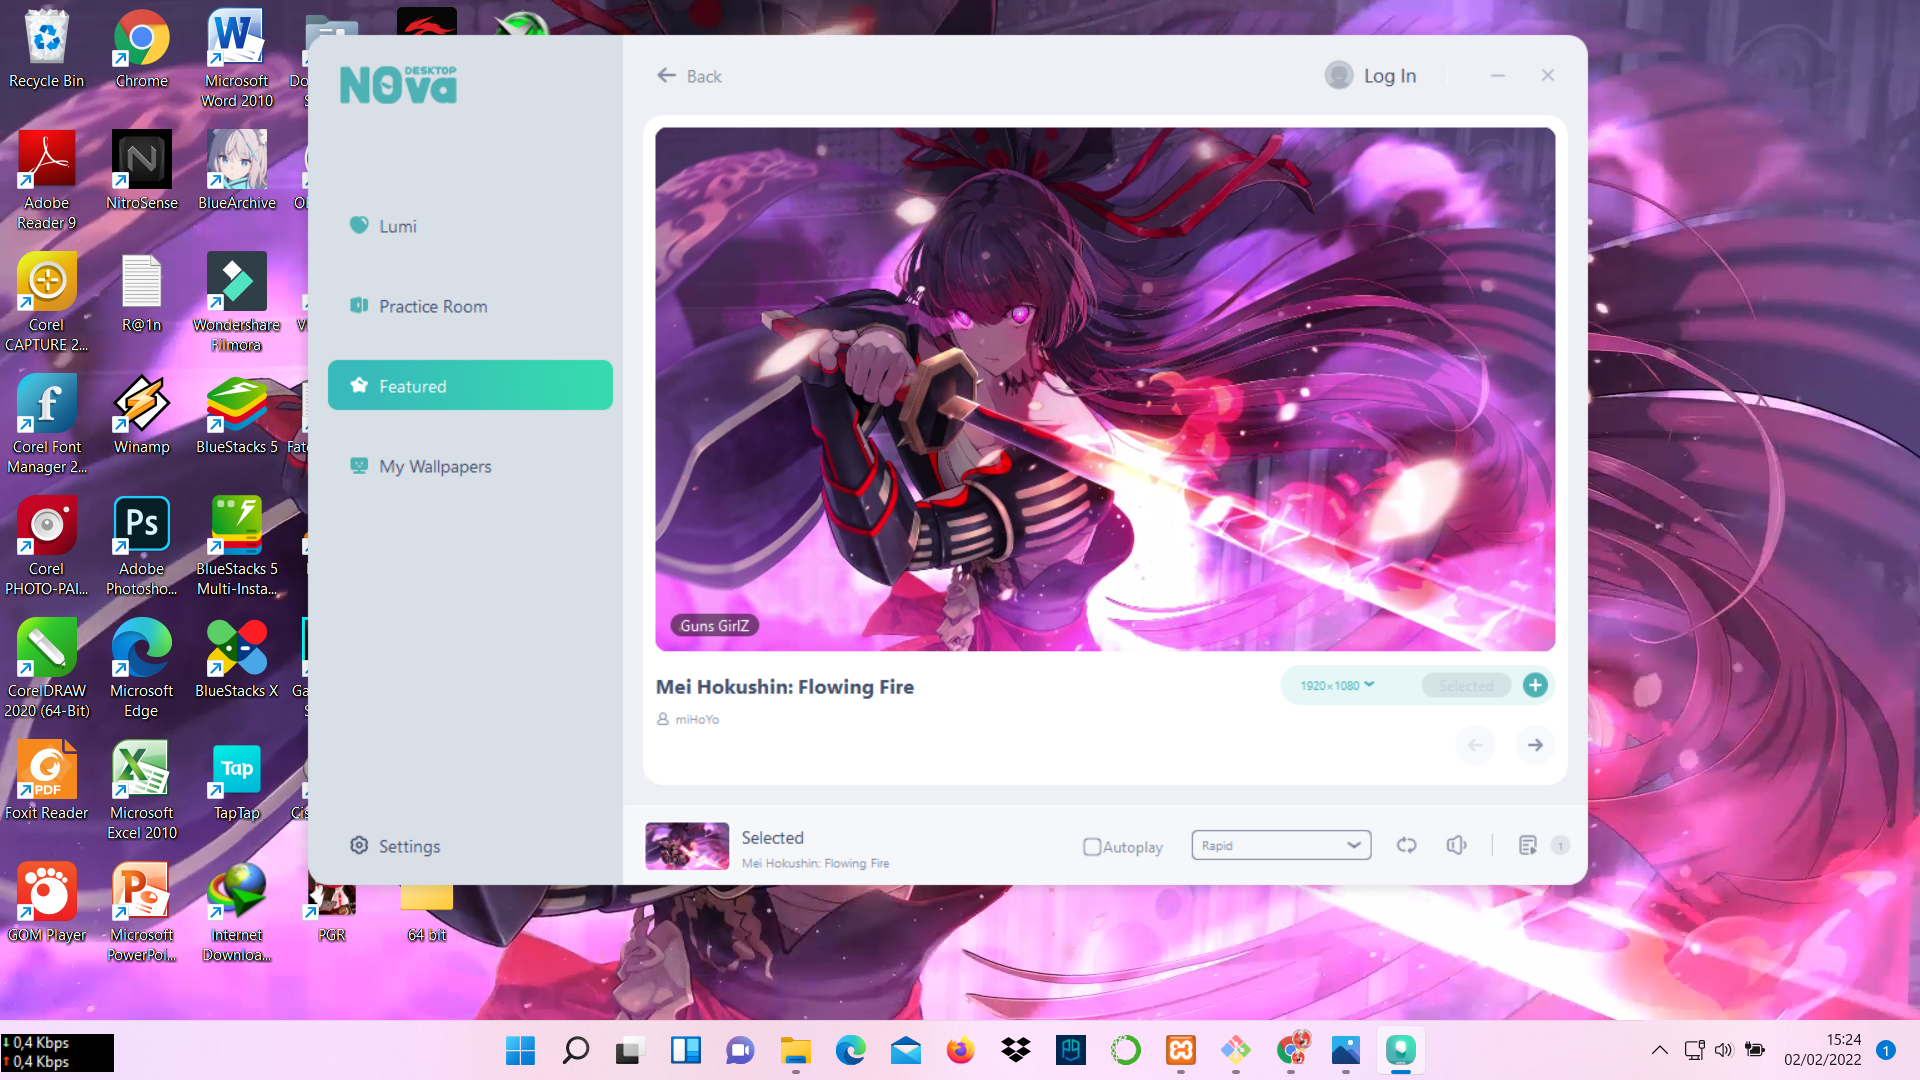 Recycle Bin
Chrome
Microsoft
Word 2010
Adobe
Reader 9
NitroSense
BlueArchive
Corel
CAPTURE 2...
R@1n
Wondershare
Filmora
Corel Font
Manager 2...
Winamp
BlueStacks 5
Corel
PHOTO-PAI...
Ps
Adobe
Photosho...
BlueStacks 5
Multi-Insta...
CorelDRAW
2020 (64-Bit)
Microsoft
Edge
BlueStacks X
PDF
Foxit Reader
Microsoft
Excel 2010
Tap
TapTap
GOM Player
Microsoft
PowerPoi...
Internet
Downloa...
PGR
64 bit
N0va
DESKTOP
Lumi
Practice Room
Featured
My Wallpapers
Settings
Back
Log In
Guns GirlZ
Mei Hokushin: Flowing Fire
miHoYo
1920×1080
Selected
Selected
Mei Hokushin: Flowing Fire
Autoplay
Rapid
1
0,4 Kbps
0,4 Kbps
15:24
02/02/2022
1